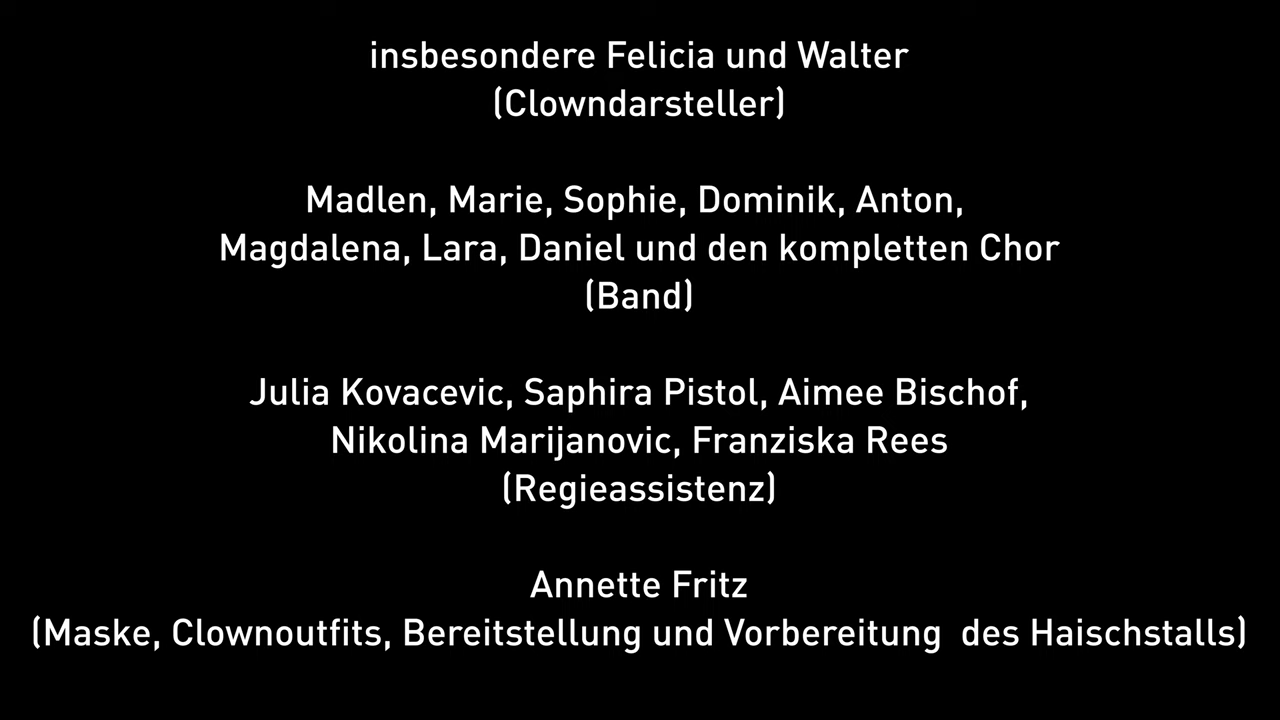 insbesondere Felicia und Walter
(Clowndarsteller)
Madlen, Marie, Sophie, Dominik, Anton,
Magdalena, Lara, Daniel und den kompletten Chor
(Band)
Julia Kovacevic, Saphira Pistol, Aimee Bischof,
Nikolina Marijanovic, Franziska Rees
(Regieassistenz)
Annette Fritz
(Maske, Clownoutfits, Bereitstellung und Vorbereitung  des Haischstalls)